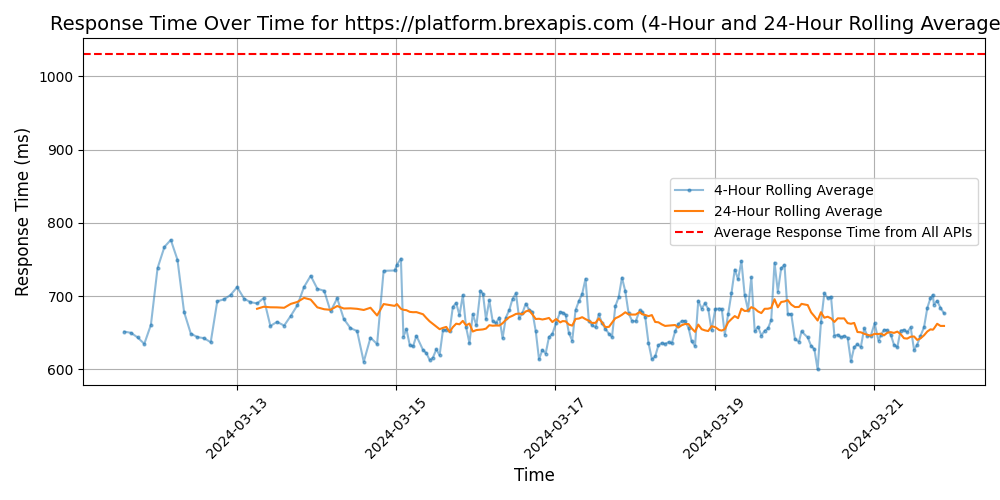 Response Time Over Time for https://platform.brexapis.com (4-Hour and 24-Hour Rolling Average
Response Time (ms)
1000
900
800
700
600
4-Hour Rolling Average
24-Hour Rolling Average
Average Response Time from All APIs
2024-03-13
2024-03-15
2024-03-17
2024-03-19
2024-03-21
Time